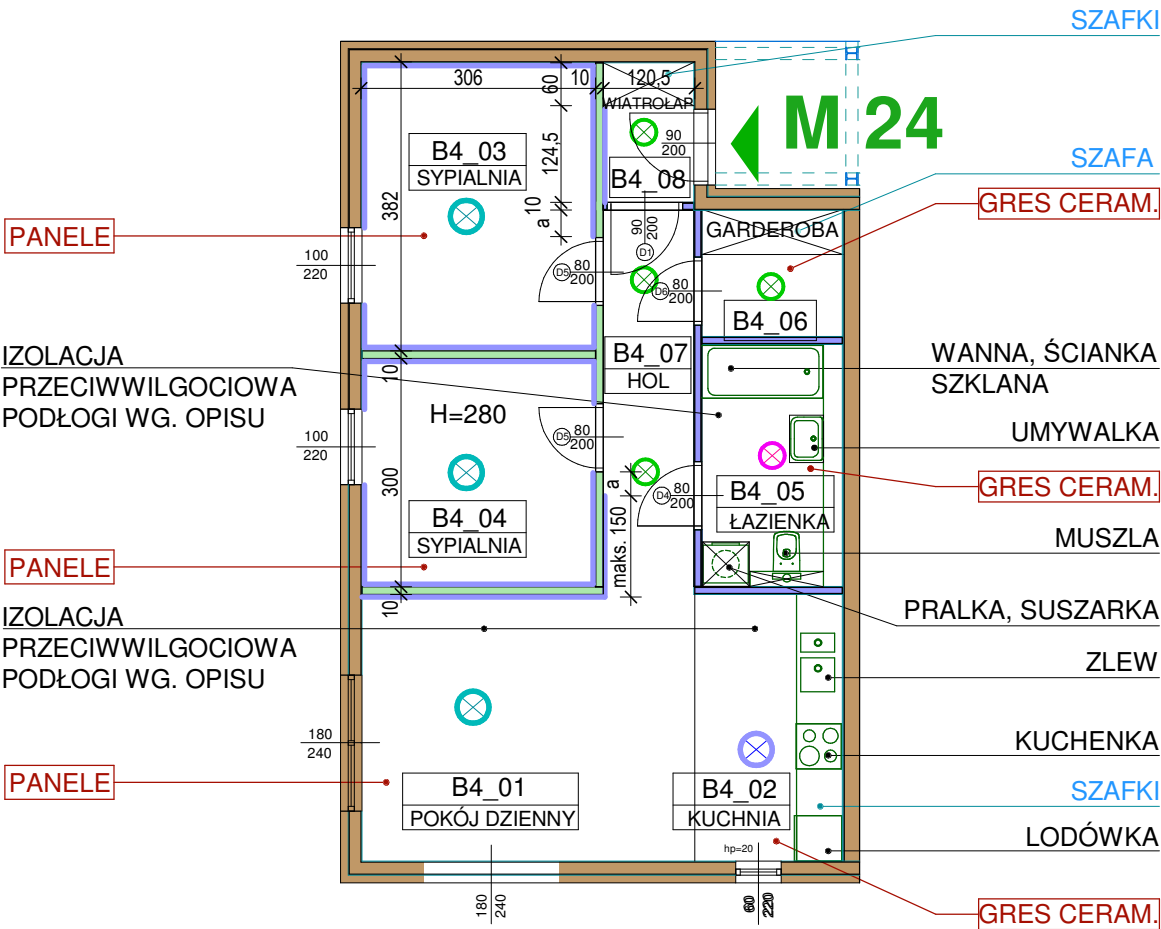 SZAFKI
306
10
60
120,5
WIATROŁAP
M 24
90
200
B4_03
SYPIALNIA
124,5
B4_08
SZAFA
GRES CERAM.
382
10
a
90
200
D1
GARDEROBA
PANELE
100
220
D5
80
200
D6
80
200
B4_06
IZOLACJA
PRZECIWWILGOCIOWA
PODŁOGI WG. OPISU
10
B4_07
HOL
WANNA, ŚCIANKA
SZKLANA
H=280
UMYWALKA
100
220
D5
80
200
300
a
D4
80
200
B4_05
ŁAZIENKA
GRES CERAM.
B4_04
SYPIALNIA
maks. 150
MUSZLA
PANELE
10
PRALKA, SUSZARKA
IZOLACJA
PRZECIWWILGOCIOWA
PODŁOGI WG. OPISU
ZLEW
180
240
KUCHENKA
PANELE
B4_01
POKÓJ DZIENNY
B4_02
KUCHNIA
SZAFKI
LODÓWKA
hp=20
180
240
60
220
GRES CERAM.